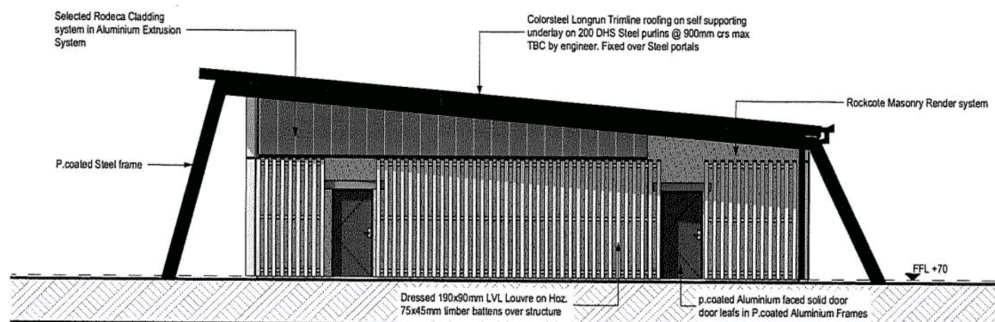 Selected Rodeca Cladding
system in Aluminium Extrusion
System
Colorsteel Longrun Trimline roofing on self supporting
underlay on 200 DHS Steel purlins @ 900mm crs max
TBC by engineer. Fixed over Steel portals
Rockcote Masonry Render system
P.coated Steel frame
FFL +70
Dressed 190x90mm LVL Louvre on Hoz.
75x45mm timber battens over structure
p.coated Aluminium faced solid door
door leafs in P.coated Aluminium Frames